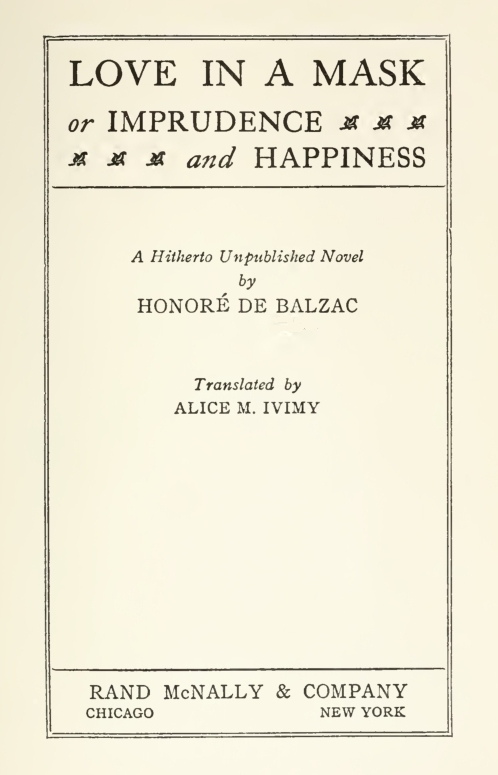 LOVE IN A MASK
or IMPRUDENCE
and HAPPINESS
A Hitherto Unpublished Novel
by
HONORÉ DE BALZAC
Translated by
ALICE M. IVIMY
RAND McNALLY & COMPANY
CHICAGO NEW YORK